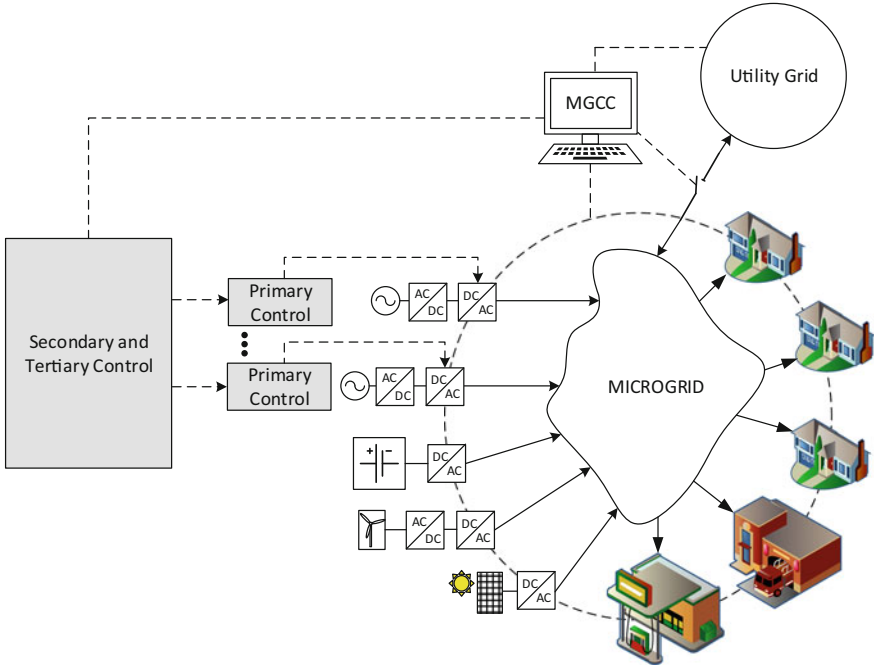 Utility Grid
MGCC
Secondary and
Tertiary Control
Primary
Control
AC
DC
DC
AC
Primary
Control
AC
DC
DC
AC
MICROGRID
+ -
DC
AC
AC
DC
DC
AC
DC
AC